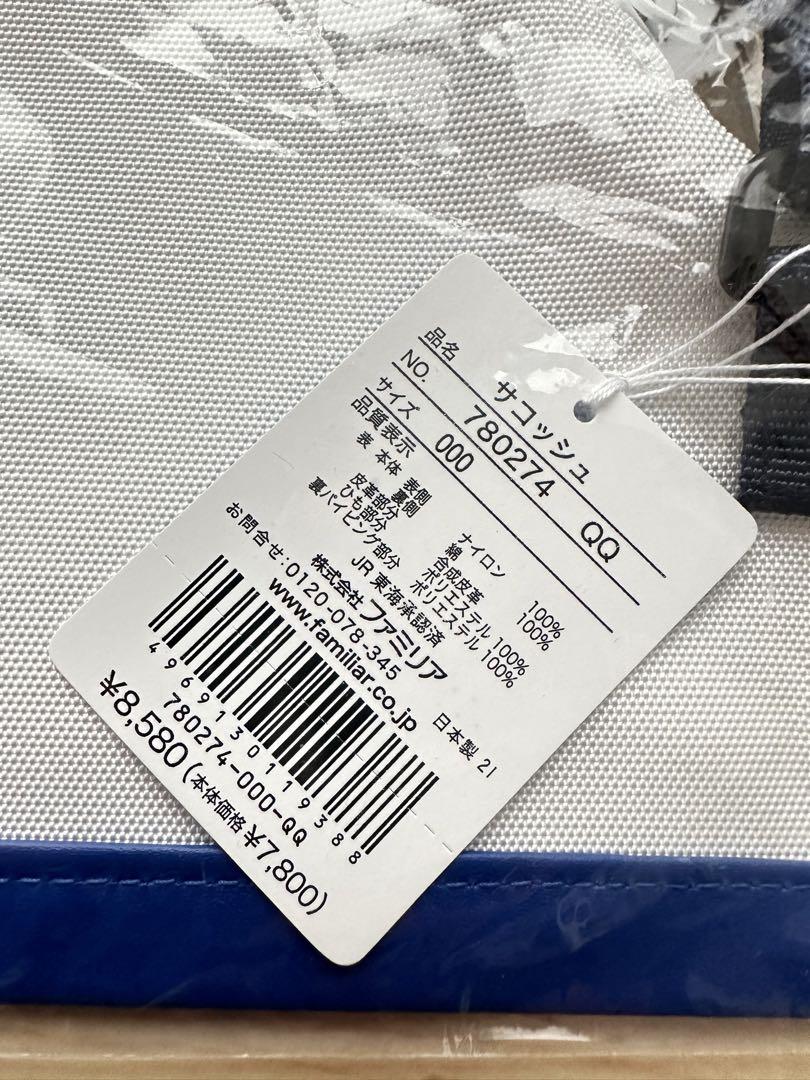 品名 サコッシュ
NO. 780274 QQ
サイズ 000
品質表示
表 本体 表側 ナイロン 100%
裏側 綿 100%
皮革部分 合成皮革
ひも部分 ポリエステル 100%
裏パイピング部分 ポリエステル 100%
JR東海承認済
株式会社 ファミリア
お問合せ:0120-078-345
www.familiar.co.jp
日本製 21
4969130119388
780274-000-QQ
¥8,580(本体価格 ¥7,800)